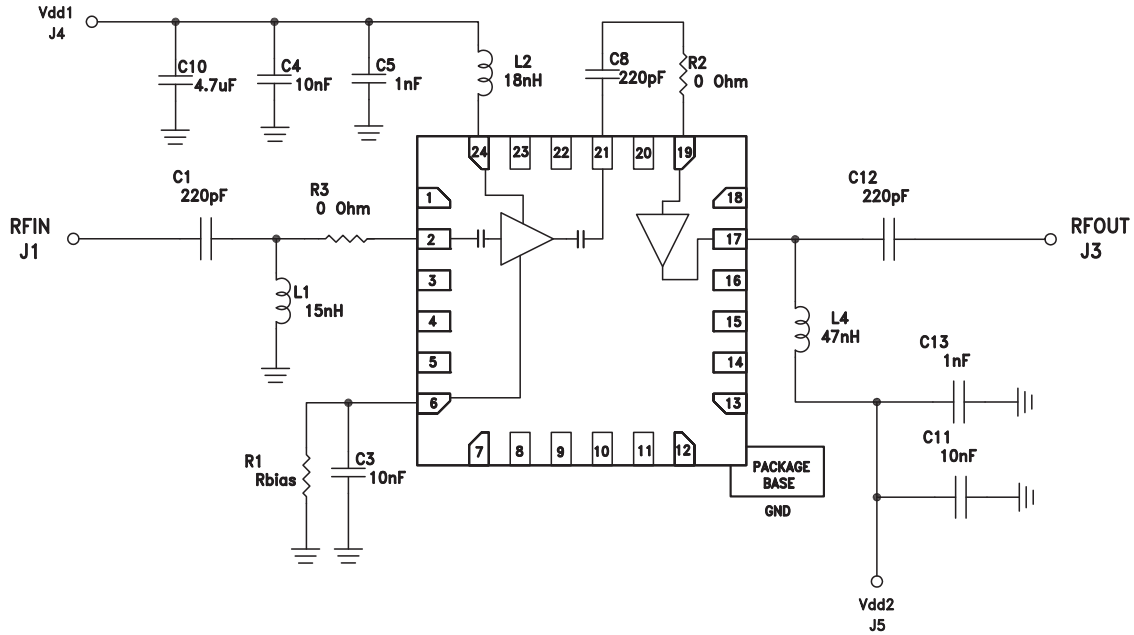 Vdd1
J4
C10
4.7uF
C4
10nF
C5
1nF
L2
18nH
C8
220pF
R2
0 Ohm
24
23
22
21
20
19
C1
220pF
R3
0 Ohm
RFIN
J1
L1
15nH
1
2
3
4
5
6
18
17
16
15
14
13
C12
220pF
RFOUT
J3
L4
47nH
C13
1nF
C11
10nF
R1
Rbias
C3
10nF
7
8
9
10
11
12
PACKAGE
BASE
GND
Vdd2
J5